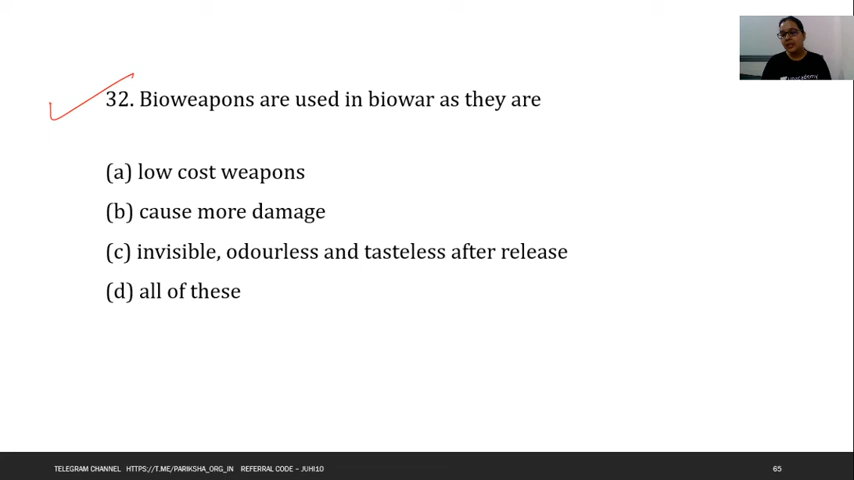 32. Bioweapons are used in biowar as they are
(a) low cost weapons
(b) cause more damage
(c) invisible, odourless and tasteless after release
(d) all of these
TELEGRAM CHANNEL HTTPS://T.ME/PARIKSHA_ORG_IN REFERRAL CODE – JUHI10
65